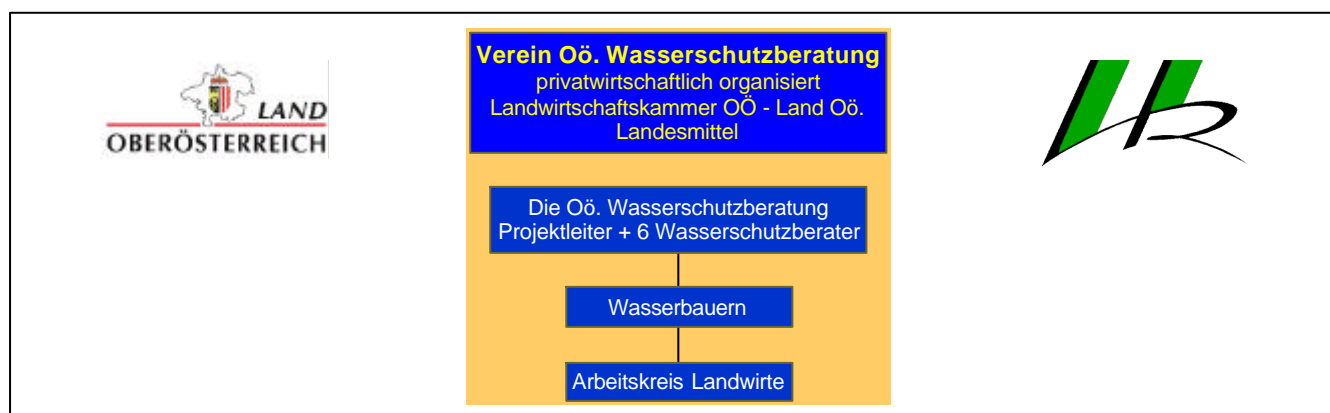 LAND
OBERÖSTERREICH
Verein Oö. Wasserschutzberatung
privatwirtschaftlich organisiert
Landwirtschaftskammer OÖ - Land Oö.
Landesmittel
Die Oö. Wasserschutzberatung
Projektleiter + 6 Wasserschutzberater
Wasserbauern
Arbeitskreis Landwirte